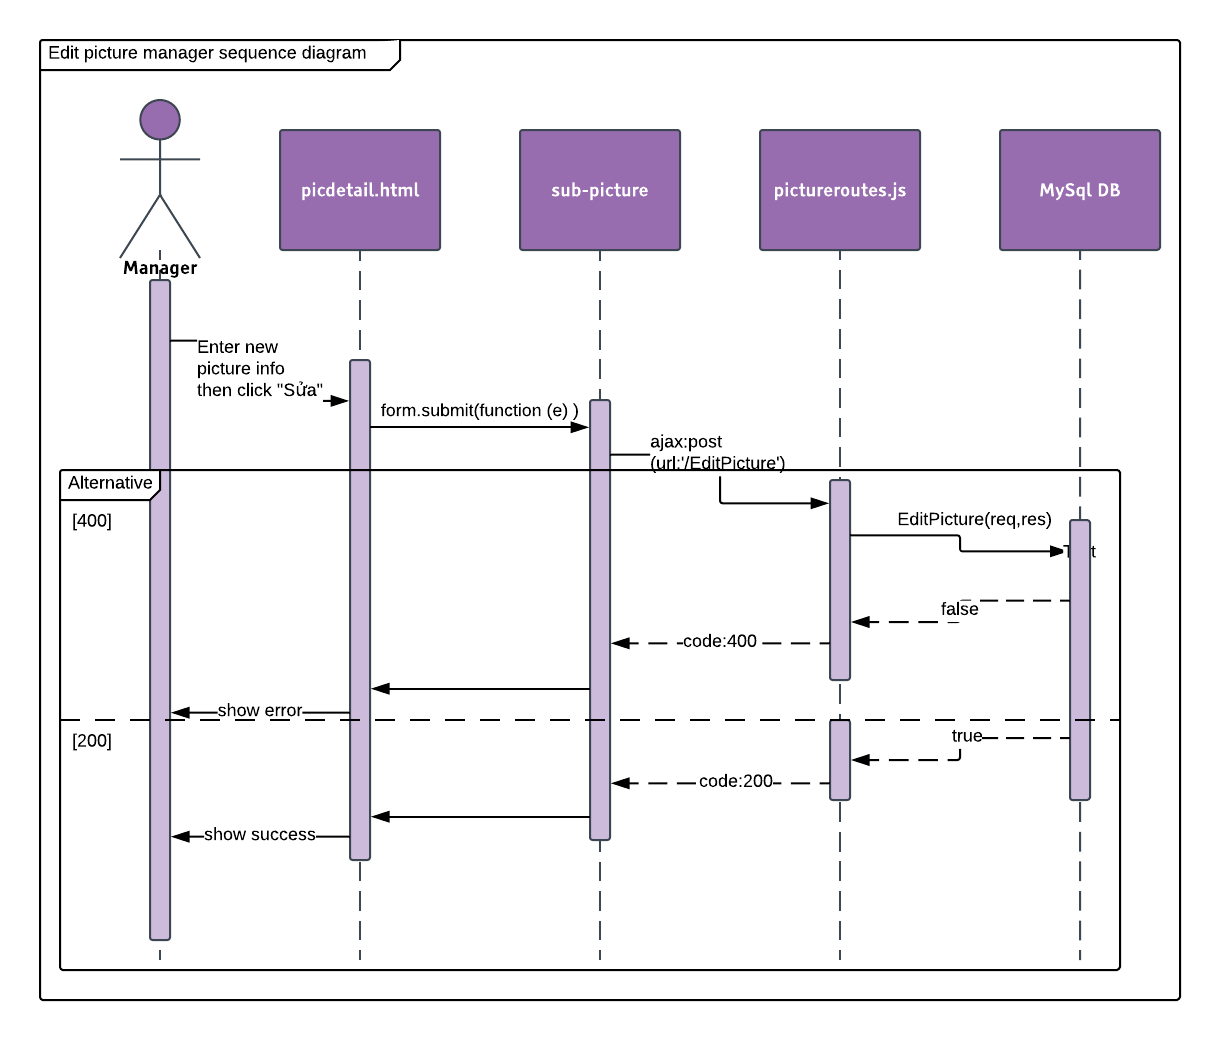 Edit picture manager sequence diagram
picdetail.html
sub-picture
pictureroutes.js
MySql DB
Manager
Enter new
picture info
then click "Sửa"
form.submit(function (e) )
ajax:post
(url:'/EditPicture')
Alternative
[400]
EditPicture(req,res)
false
code:400
show error
[200]
true
code:200
show success